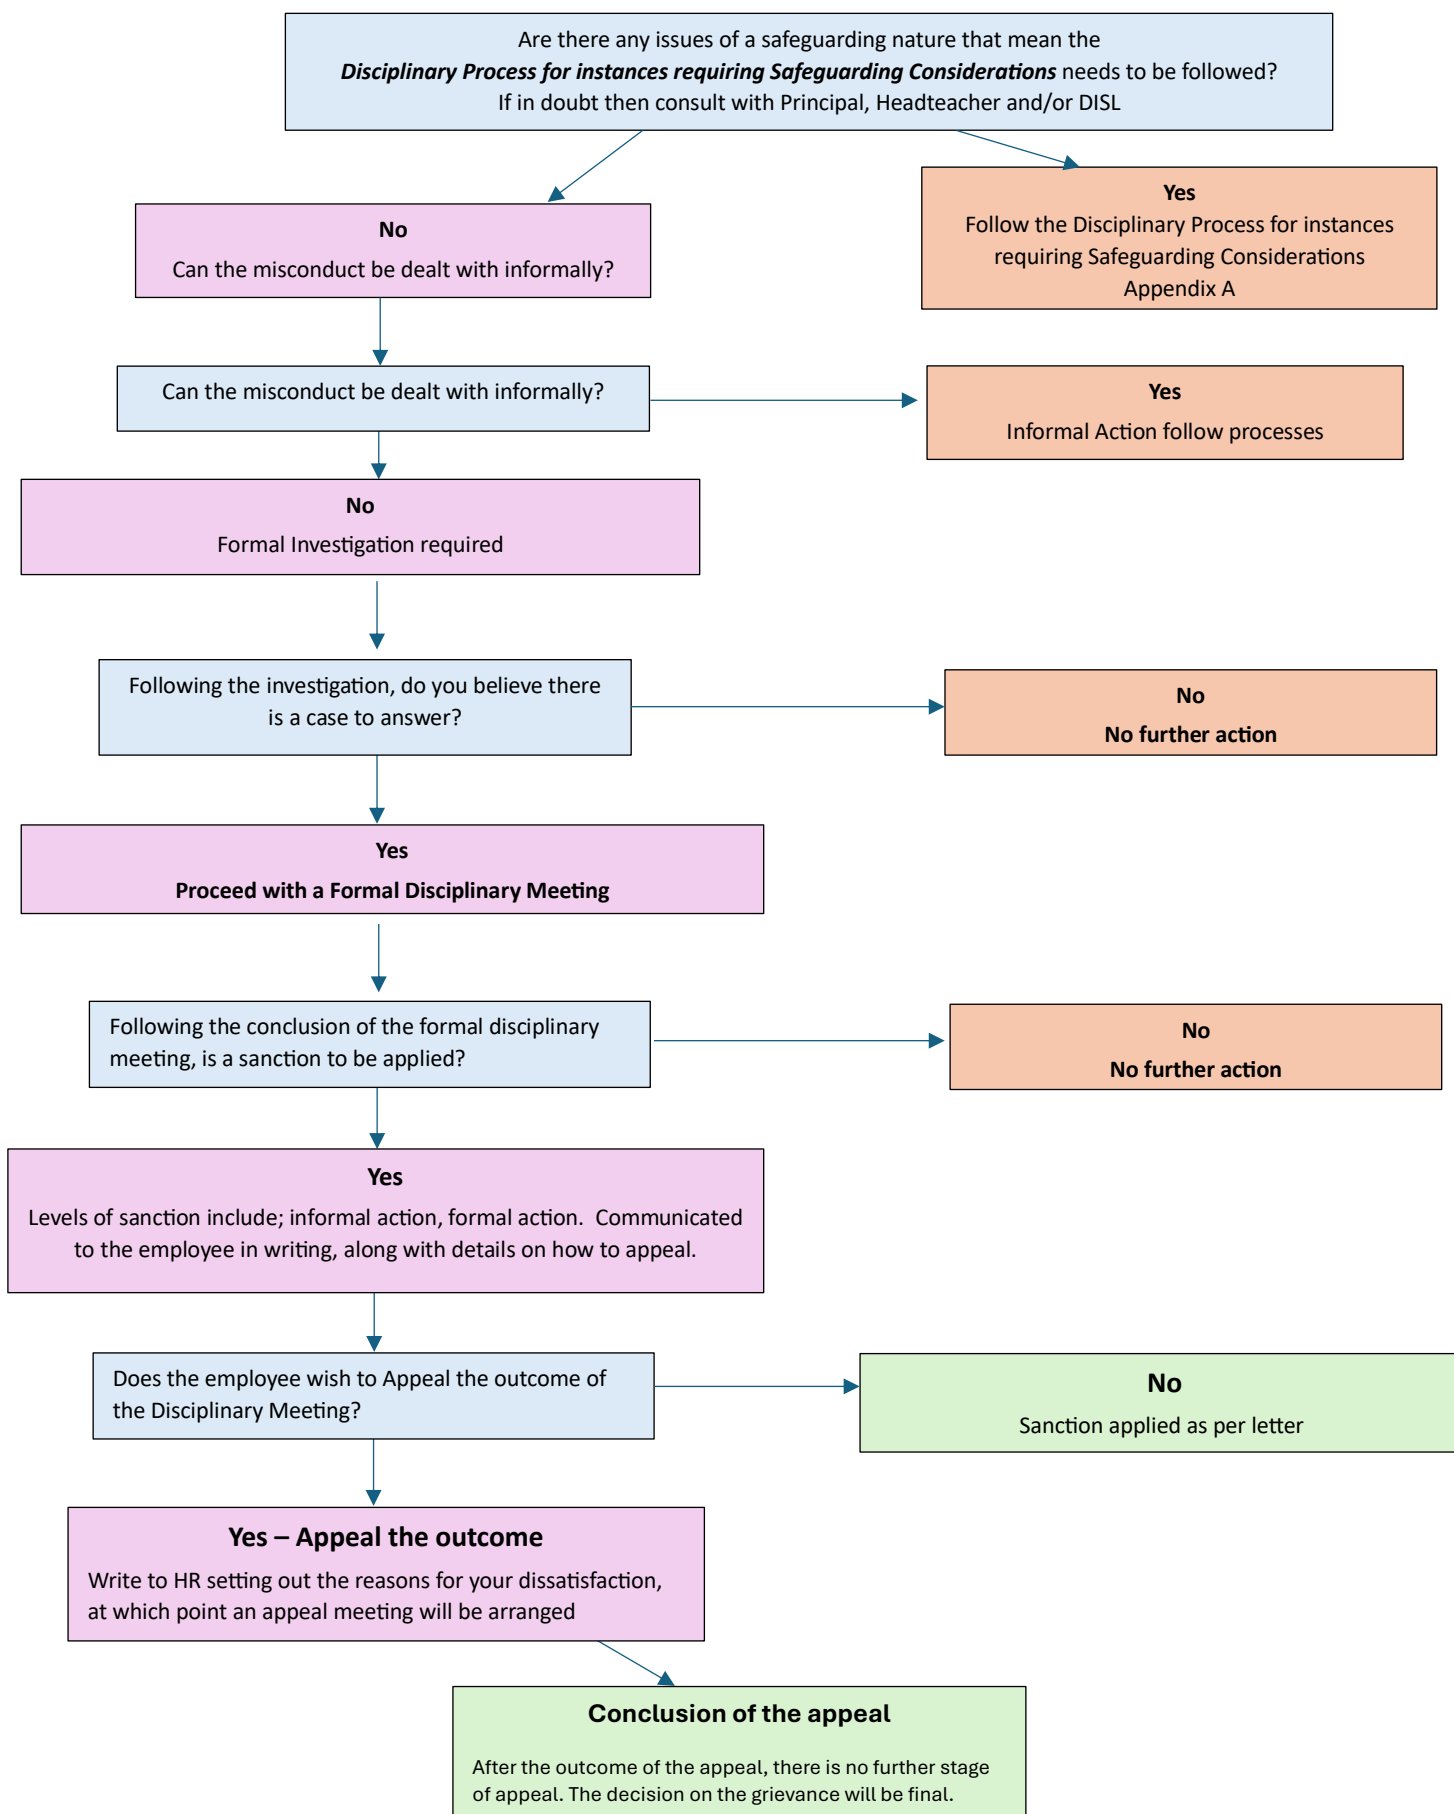 Are there any issues of a safeguarding nature that mean the
Disciplinary Process for instances requiring Safeguarding Considerations needs to be followed?
If in doubt then consult with Principal, Headteacher and/or DISL
Yes
Follow the Disciplinary Process for instances
requiring Safeguarding Considerations
Appendix A
No
Can the misconduct be dealt with informally?
Can the misconduct be dealt with informally?
Yes
Informal Action follow processes
No
Formal Investigation required
Following the investigation, do you believe there
is a case to answer?
No
No further action
Yes
Proceed with a Formal Disciplinary Meeting
Following the conclusion of the formal disciplinary
meeting, is a sanction to be applied?
No
No further action
Yes
Levels of sanction include; informal action, formal action.  Communicated
to the employee in writing, along with details on how to appeal.
Does the employee wish to Appeal the outcome of
the Disciplinary Meeting?
No
Sanction applied as per letter
Yes – Appeal the outcome
Write to HR setting out the reasons for your dissatisfaction,
at which point an appeal meeting will be arranged
Conclusion of the appeal
After the outcome of the appeal, there is no further stage
of appeal. The decision on the grievance will be final.